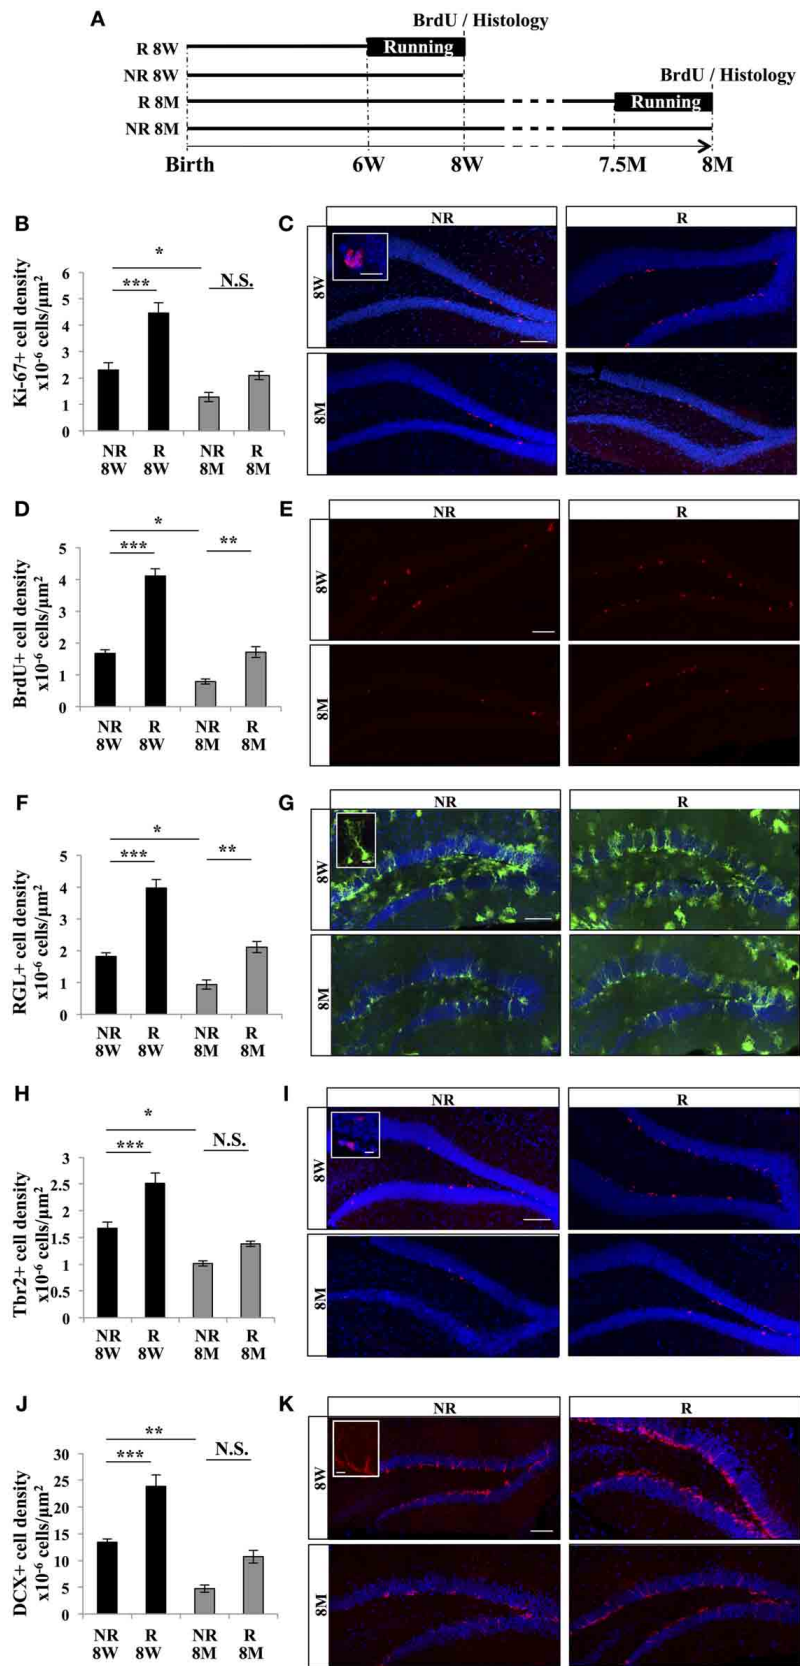 A
BrdU / Histology
R 8W
Running
NR 8W
BrdU / Histology
R 8M
Running
NR 8M
Birth
6W
8W
7.5M
8M
B
*
***
N.S.
Ki-67+ cell density
x10-6 cells/µm2
6
5
4
3
2
1
0
NR R NR R
8W 8W 8M 8M
C
NR
R
8W
8M
D
*
***
**
BrdU+ cell density
x10-6 cells/µm2
5
4
3
2
1
0
NR R NR R
8W 8W 8M 8M
E
NR
R
8W
8M
F
*
***
**
RGL+ cell density
x10-6 cells/µm2
5
4
3
2
1
0
NR R NR R
8W 8W 8M 8M
G
NR
R
8W
8M
H
*
***
N.S.
Tbr2+ cell density
x10-6 cells/µm2
3
2.5
2
1.5
1
0.5
0
NR R NR R
8W 8W 8M 8M
I
NR
R
8W
8M
J
**
***
N.S.
DCX+ cell density
x10-6 cells/µm2
30
25
20
15
10
5
0
NR R NR R
8W 8W 8M 8M
K
NR
R
8W
8M